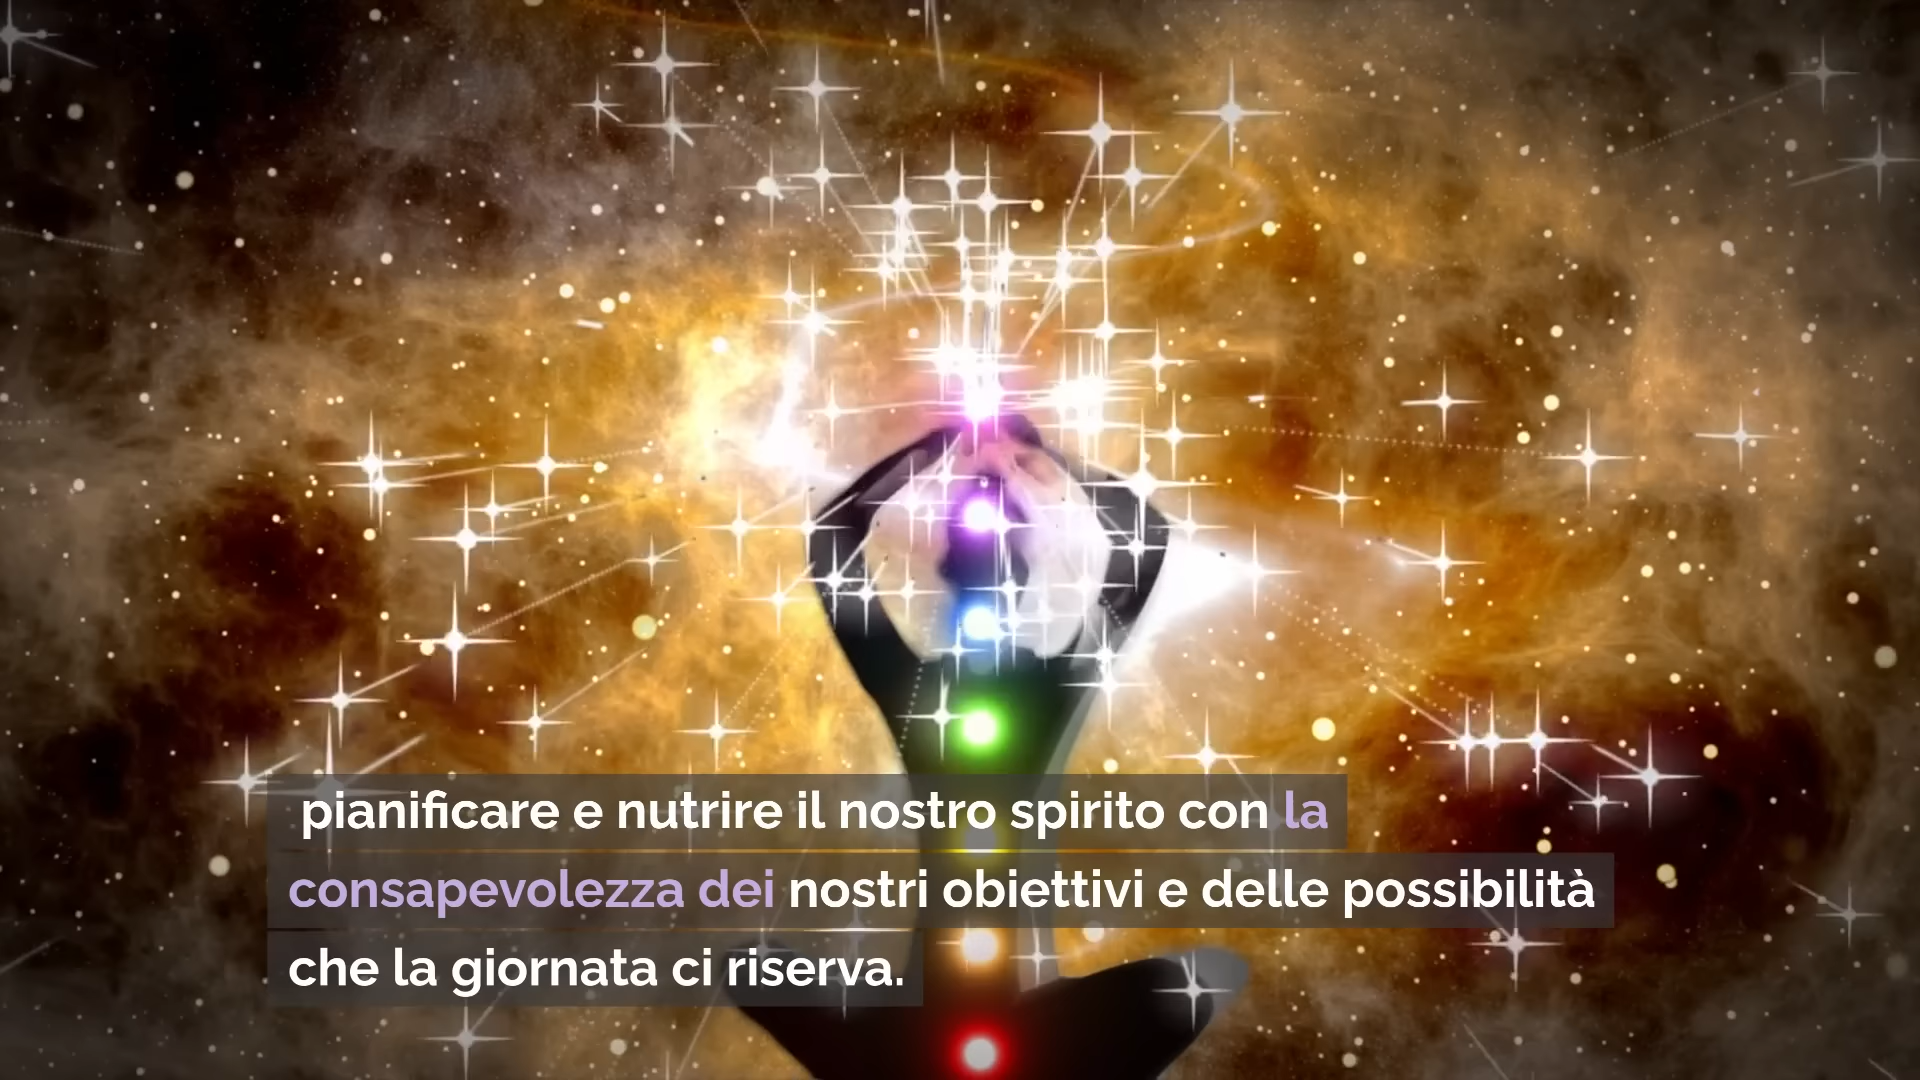 pianificare e nutrire il nostro spirito con la
consapevolezza dei nostri obiettivi e delle possibilità
che la giornata ci riserva.